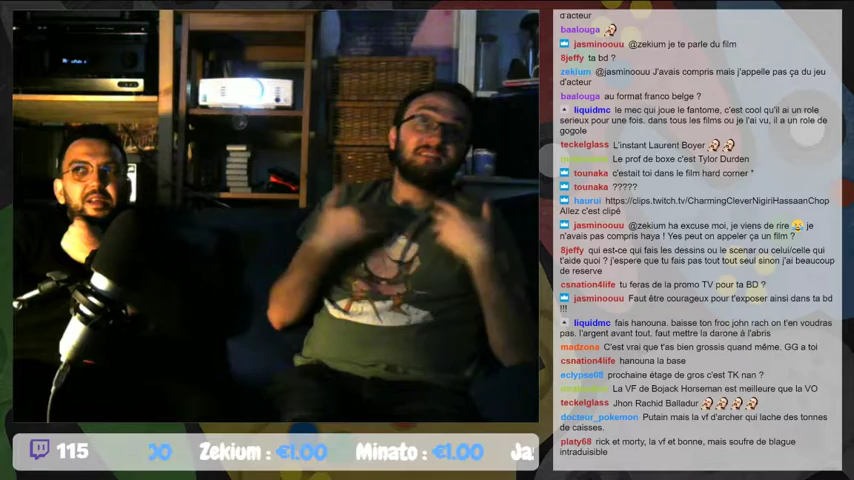 d'acteur
baalouga
jasminoouu @zekium je te parle du film
8jeffy ta bd ?
zekium @jasminoouu J'avais compris mais j'appelle pas ça du jeu
d'acteur
baalouga au format franco belge ?
liquidmc le mec qui joue le fantome, c'est cool qu'il ai un role
serieux pour une fois. dans tous les films ou je l'ai vu, il a un role de
gogole
teckelglass L'instant Laurent Boyer
Le prof de boxe c'est Tylor Durden
tounaka c'etait toi dans le film hard corner *
tounaka ?????
haurui https://clips.twitch.tv/CharmingCleverNigiriHassaanChop
Allez c'est clipé
jasminoouu @zekium ha excuse moi, je viens de rire je
n'avais pas compris haya ! Yes peut on appeler ça un film ?
8jeffy qui est-ce qui fais les dessins ou le scenar ou celui/celle qui
t'aide quoi ? j'espere que tu fais pas tout tout seul sinon j'ai beaucoup
de reserve
csnation4life tu feras de la promo TV pour ta BD ?
jasminoouu Faut être courageux pour t'exposer ainsi dans ta bd
!!!
liquidmc fais hanouna. baisse ton froc john rach on t'en voudras
pas. l'argent avant tout. faut mettre la darone à l'abris
madzona C'est vrai que t'as bien grossis quand même. GG a toi
csnation4life hanouna la base
eclypse68 prochaine étage de gros c'est TK nan ?
La VF de Bojack Horseman est meilleure que la VO
teckelglass Jhon Rachid Balladur
docteur_pokemon Putain mais la vf d'archer qui lache des tonnes
de caisses.
platy68 rick et morty, la vf et bonne, mais soufre de blague
intraduisible
115 Zekium : €1.00 Minato : €1.00 Ja